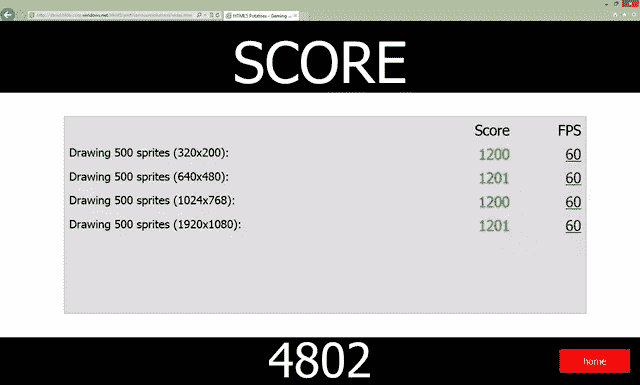 HTML5 Potatoes - Gaming ...
SCORE
Score FPS
Drawing 500 sprites (320x200): 1200 60
Drawing 500 sprites (640x480): 1201 60
Drawing 500 sprites (1024x768): 1200 60
Drawing 500 sprites (1920x1080): 1201 60
4802
home